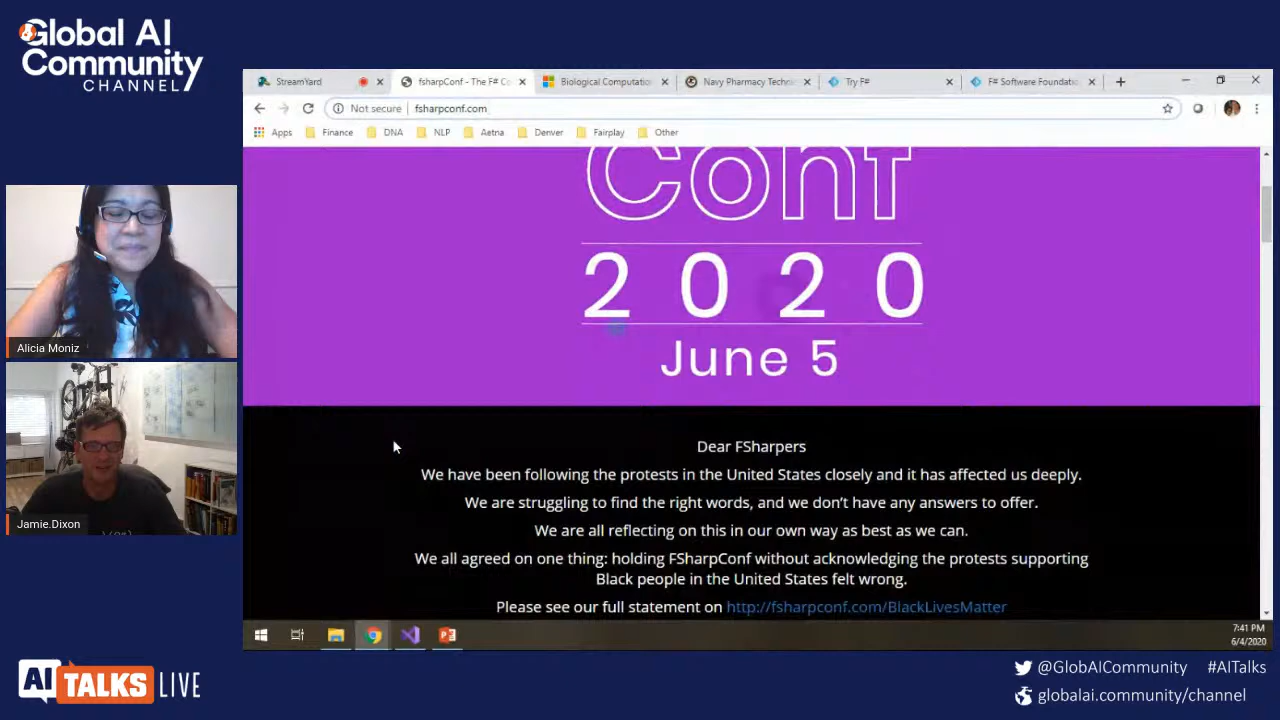 Global AI
Community
CHANNEL
StreamYard
fsharpConf - The F# Co
Biological Computation
Navy Pharmacy Techni
Try F#
F# Software Foundatio
Not secure
fsharpconf.com
Apps
Finance
DNA
NLP
Aetna
Denver
Fairplay
Other
Conf
2020
June 5
Dear FSharpers
We have been following the protests in the United States closely and it has affected us deeply.
We are struggling to find the right words, and we don't have any answers to offer.
We are all reflecting on this in our own way as best as we can.
We all agreed on one thing: holding FSharpConf without acknowledging the protests supporting
Black people in the United States felt wrong.
Please see our full statement on http://fsharpconf.com/BlackLivesMatter
Alicia Moniz
Jamie.Dixon
7:41 PM
6/4/2020
AI TALKS LIVE
@GlobAICommunity #AITalks
globalai.community/channel